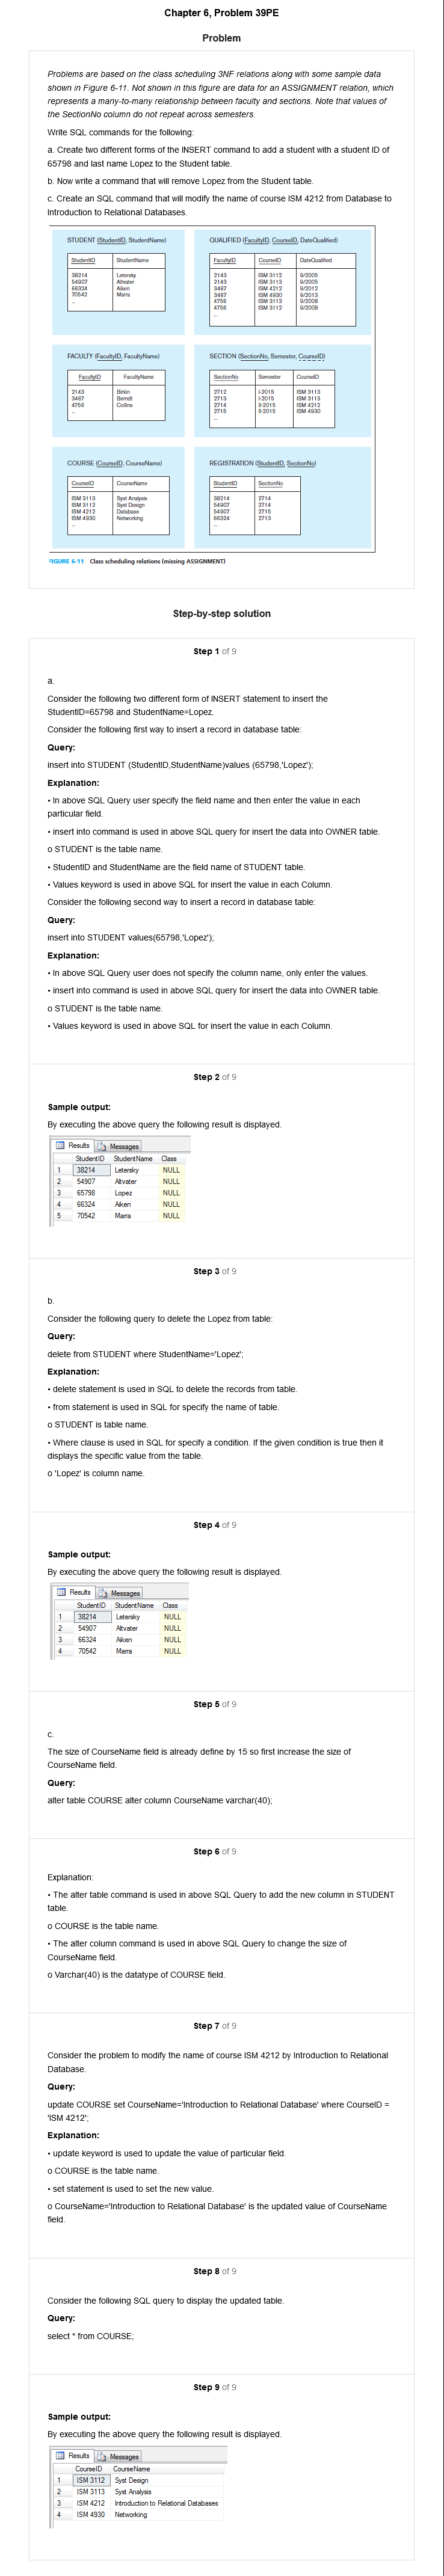 Chapter 6, Problem 39PE
Problem
Problems are based on the class scheduling 3NF relations along with some sample data
shown in Figure 6-11. Not shown in this figure are data for an ASSIGNMENT relation, which
represents a many-to-many relationship between faculty and sections. Note that values of
the SectionNo column do not repeat across semesters.
Write SQL commands for the following:
a. Create two different forms of the INSERT command to add a student with a student ID of
65798 and last name Lopez to the Student table.
b. Now write a command that will remove Lopez from the Student table.
c. Create an SQL command that will modify the name of course ISM 4212 from Database to
Introduction to Relational Databases.
STUDENT (StudentID, StudentName)
StudentID StudentName
38214 Letersky
54907 Altvater
66324 Aiken
70542 Marra
...
QUALIFIED (FacultyID, CourseID, DateQualified)
FacultyID CourseID DateQualified
2143 ISM 3112 9/2005
2143 ISM 3113 9/2005
3467 ISM 4212 9/2012
3467 ISM 4930 9/2013
4756 ISM 3113 9/2008
4756 ISM 3112 9/2008
...
FACULTY (FacultyID, FacultyName)
FacultyID FacultyName
2143 Birkin
3467 Berndt
4756 Collins
...
SECTION (SectionNo, Semester, CourseID)
SectionNo Semester CourseID
2712 I-2015 ISM 3113
2713 I-2015 ISM 3113
2714 II-2015 ISM 4212
2715 II-2015 ISM 4930
...
COURSE (CourseID, CourseName)
CourseID CourseName
ISM 3113 Syst Analysis
ISM 3112 Syst Design
ISM 4212 Database
ISM 4930 Networking
...
REGISTRATION (StudentID, SectionNo)
StudentID SectionNo
38214 2714
54907 2714
54907 2715
66324 2713
...
FIGURE 6-11 Class scheduling relations (missing ASSIGNMENT)
Step-by-step solution
Step 1 of 9
a.
Consider the following two different form of INSERT statement to insert the
StudentID=65798 and StudentName=Lopez.
Consider the following first way to insert a record in database table:
Query:
insert into STUDENT (StudentID,StudentName)values (65798,'Lopez');
Explanation:
• In above SQL Query user specify the field name and then enter the value in each
particular field.
• insert into command is used in above SQL query for insert the data into OWNER table.
o STUDENT is the table name.
• StudentID and StudentName are the field name of STUDENT table.
• Values keyword is used in above SQL for insert the value in each Column.
Consider the following second way to insert a record in database table:
Query:
insert into STUDENT values(65798,'Lopez');
Explanation:
• In above SQL Query user does not specify the column name, only enter the values.
• insert into command is used in above SQL query for insert the data into OWNER table.
o STUDENT is the table name.
• Values keyword is used in above SQL for insert the value in each Column.
Step 2 of 9
Sample output:
By executing the above query the following result is displayed.
Results Messages
StudentID StudentName Class
1 38214 Letersky NULL
2 54907 Altvater NULL
3 65798 Lopez NULL
4 66324 Aiken NULL
5 70542 Marra NULL
Step 3 of 9
b.
Consider the following query to delete the Lopez from table:
Query:
delete from STUDENT where StudentName='Lopez';
Explanation:
• delete statement is used in SQL to delete the records from table.
• from statement is used in SQL for specify the name of table.
o STUDENT is table name.
• Where clause is used in SQL for specify a condition. If the given condition is true then it
displays the specific value from the table.
o 'Lopez' is column name.
Step 4 of 9
Sample output:
By executing the above query the following result is displayed.
Results Messages
StudentID StudentName Class
1 38214 Letersky NULL
2 54907 Altvater NULL
3 66324 Aiken NULL
4 70542 Marra NULL
Step 5 of 9
c.
The size of CourseName field is already define by 15 so first increase the size of
CourseName field.
Query:
alter table COURSE alter column CourseName varchar(40);
Step 6 of 9
Explanation:
• The alter table command is used in above SQL Query to add the new column in STUDENT
table.
o COURSE is the table name.
• The alter column command is used in above SQL Query to change the size of
CourseName field.
o Varchar(40) is the datatype of COURSE field.
Step 7 of 9
Consider the problem to modify the name of course ISM 4212 by Introduction to Relational
Database.
Query:
update COURSE set CourseName='Introduction to Relational Database' where CourseID =
'ISM 4212';
Explanation:
• update keyword is used to update the value of particular field.
o COURSE is the table name.
• set statement is used to set the new value.
o CourseName='Introduction to Relational Database' is the updated value of CourseName
field.
Step 8 of 9
Consider the following SQL query to display the updated table.
Query:
select * from COURSE;
Step 9 of 9
Sample output:
By executing the above query the following result is displayed.
Results Messages
CourseID CourseName
1 ISM 3112 Syst Design
2 ISM 3113 Syst Analysis
3 ISM 4212 Introduction to Relational Databases
4 ISM 4930 Networking